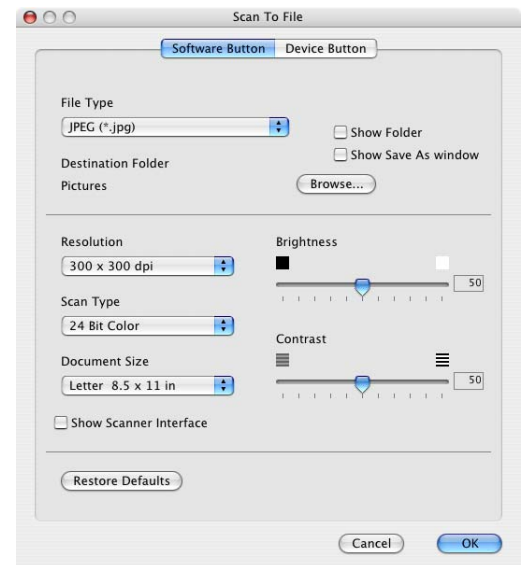 Scan To File
Software Button Device Button
File Type
JPEG (*.jpg)
Show Folder
Show Save As window
Destination Folder
Pictures
Browse...
Resolution
300 x 300 dpi
Scan Type
24 Bit Color
Document Size
Letter 8.5 x 11 in
Show Scanner Interface
Brightness
50
Contrast
50
Restore Defaults
Cancel OK